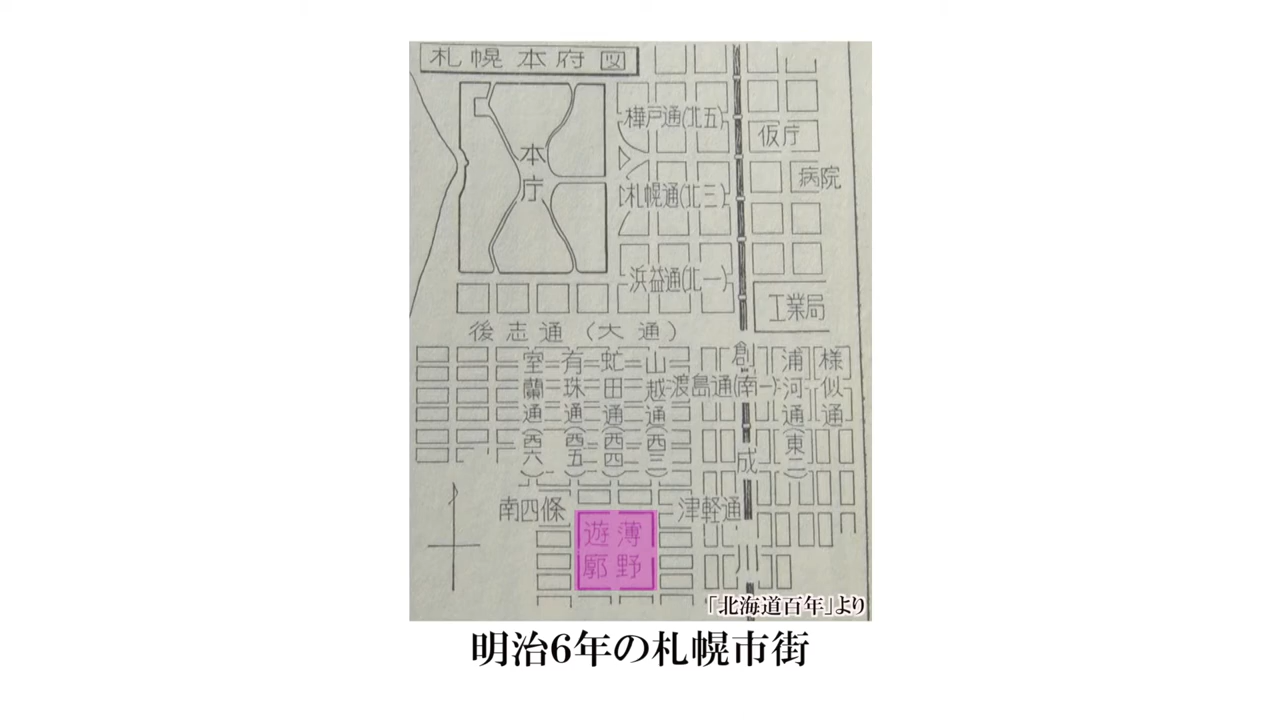 札幌本府図
樺戸通(北五)
仮庁
本庁
病院
札幌通(北三)
浜益通(北一)
工業局
後志通(大通)
室蘭通(西六)
有珠通(西五)
虻田通(西四)
山越通(西三)
渡島通(南一)
創成川
浦河通(東二)
様似通
南四條
津軽通
薄野
遊廓
「北海道百年」より
明治6年の札幌市街